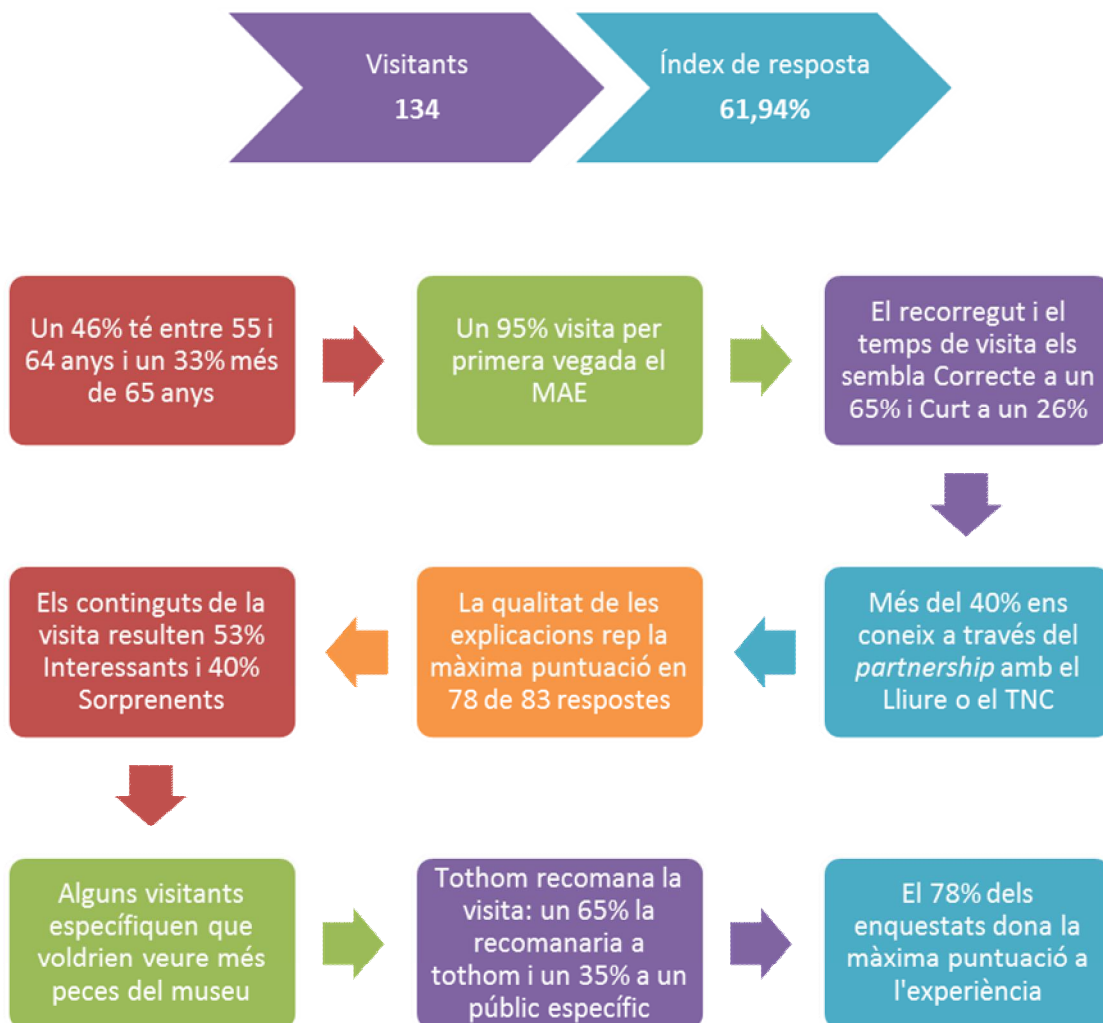 Visitants
134
Índex de resposta
61,94%
Un 46% té entre 55 i
64 anys i un 33% més
de 65 anys
Un 95% visita per
primera vegada el
MAE
El recorregut i el
temps de visita els
sembla Correcte a un
65% i Curt a un 26%
Més del 40% ens
coneix a través del
partnership amb el
Lliure o el TNC
La qualitat de les
explicacions rep la
màxima puntuació en
78 de 83 respostes
Els continguts de la
visita resulten 53%
Interessants i 40%
Sorprenents
Alguns visitants
específiquen que
voldrien veure més
peces del museu
Tothom recomana la
visita: un 65% la
recomanaria a
tothom i un 35% a un
públic específic
El 78% dels
enquestats dona la
màxima puntuació a
l'experiència